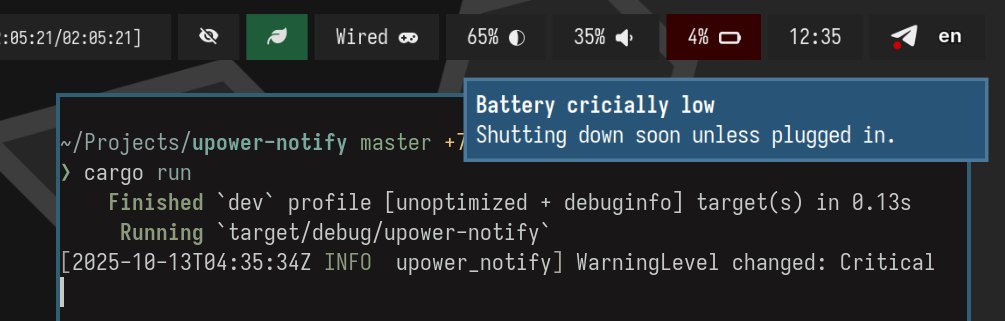 :05:21/02:05:21]
Wired
65%
35%
4%
12:35
en
Battery cricially low
Shutting down soon unless plugged in.
~/Projects/upower-notify master +7
❯ cargo run
Finished `dev` profile [unoptimized + debuginfo] target(s) in 0.13s
Running `target/debug/upower-notify`
[2025-10-13T04:35:34Z INFO  upower_notify] WarningLevel changed: Critical